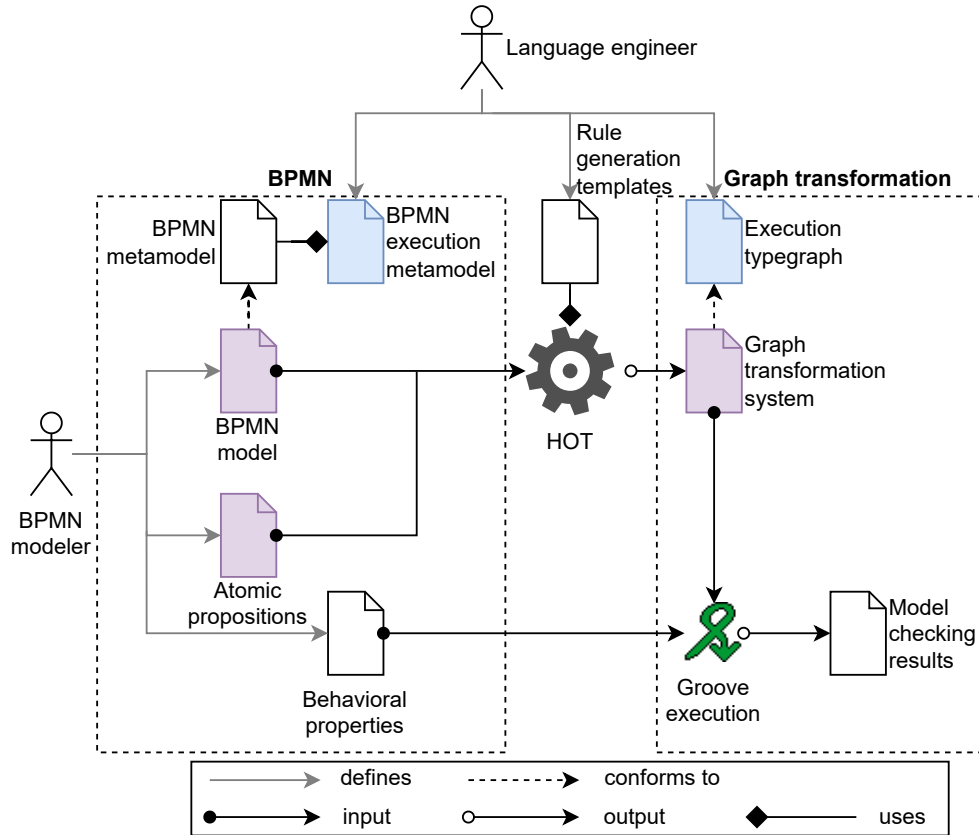 Language engineer
Rule
generation
templates
BPMN
Graph transformation
BPMN
metamodel
BPMN
execution
metamodel
Execution
typegraph
BPMN
model
HOT
Graph
transformation
system
BPMN
modeler
Atomic
propositions
Behavioral
properties
Groove
execution
Model
checking
results
defines
conforms to
input
output
uses